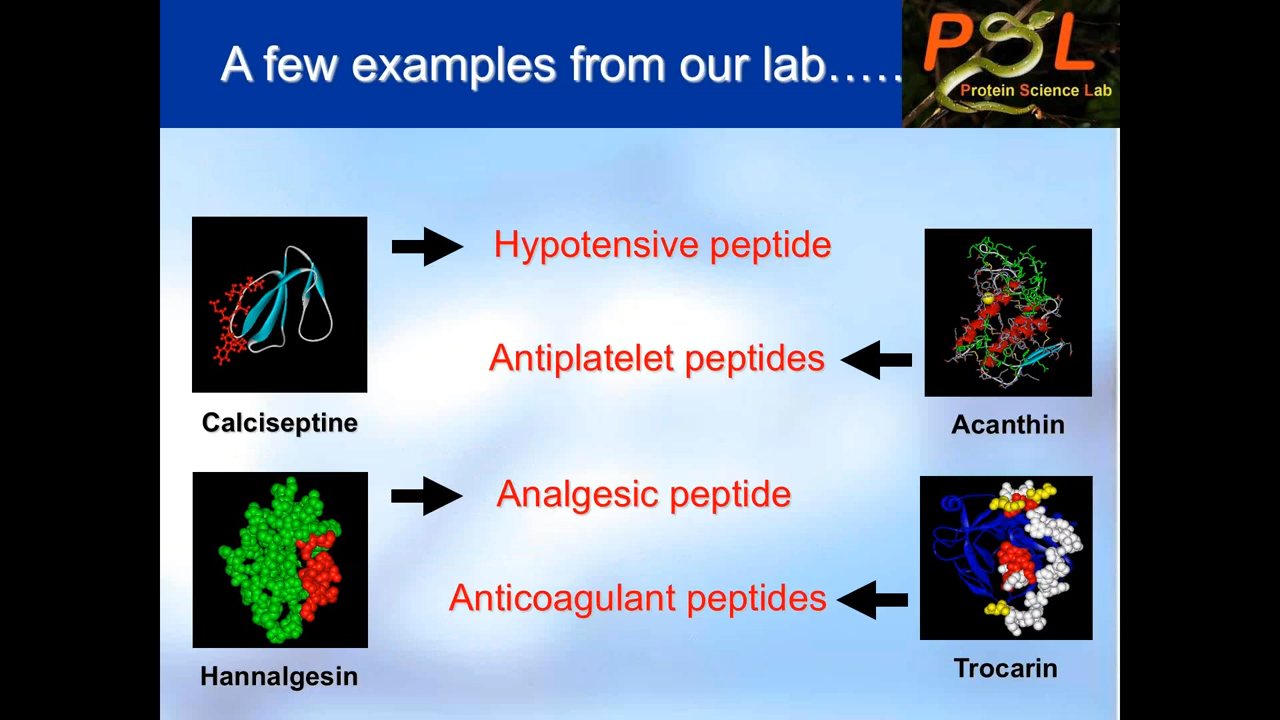 A few examples from our lab.....
PSL
Protein Science Lab
Hypotensive peptide
Antiplatelet peptides
Calciseptine
Acanthin
Analgesic peptide
Anticoagulant peptides
Hannalgesin
Trocarin